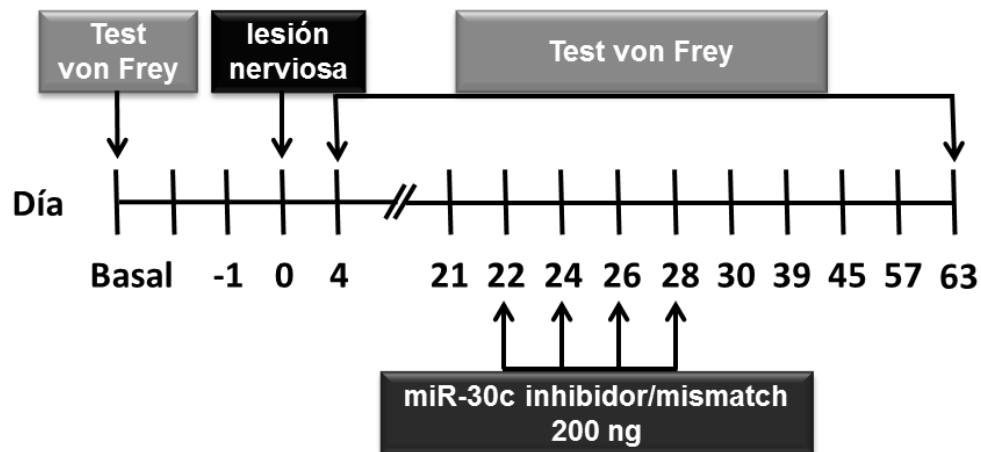 Test
von Frey
lesión
nerviosa
Test von Frey
Día
Basal -1 0 4 21 22 24 26 28 30 39 45 57 63
miR-30c inhibidor/mismatch
200 ng